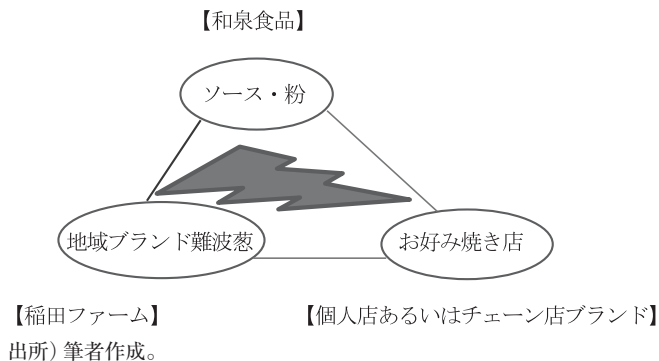 【和泉食品】
ソース・粉
地域ブランド難波葱
お好み焼き店
【稲田ファーム】
【個人店あるいはチェーン店ブランド】
出所）筆者作成。